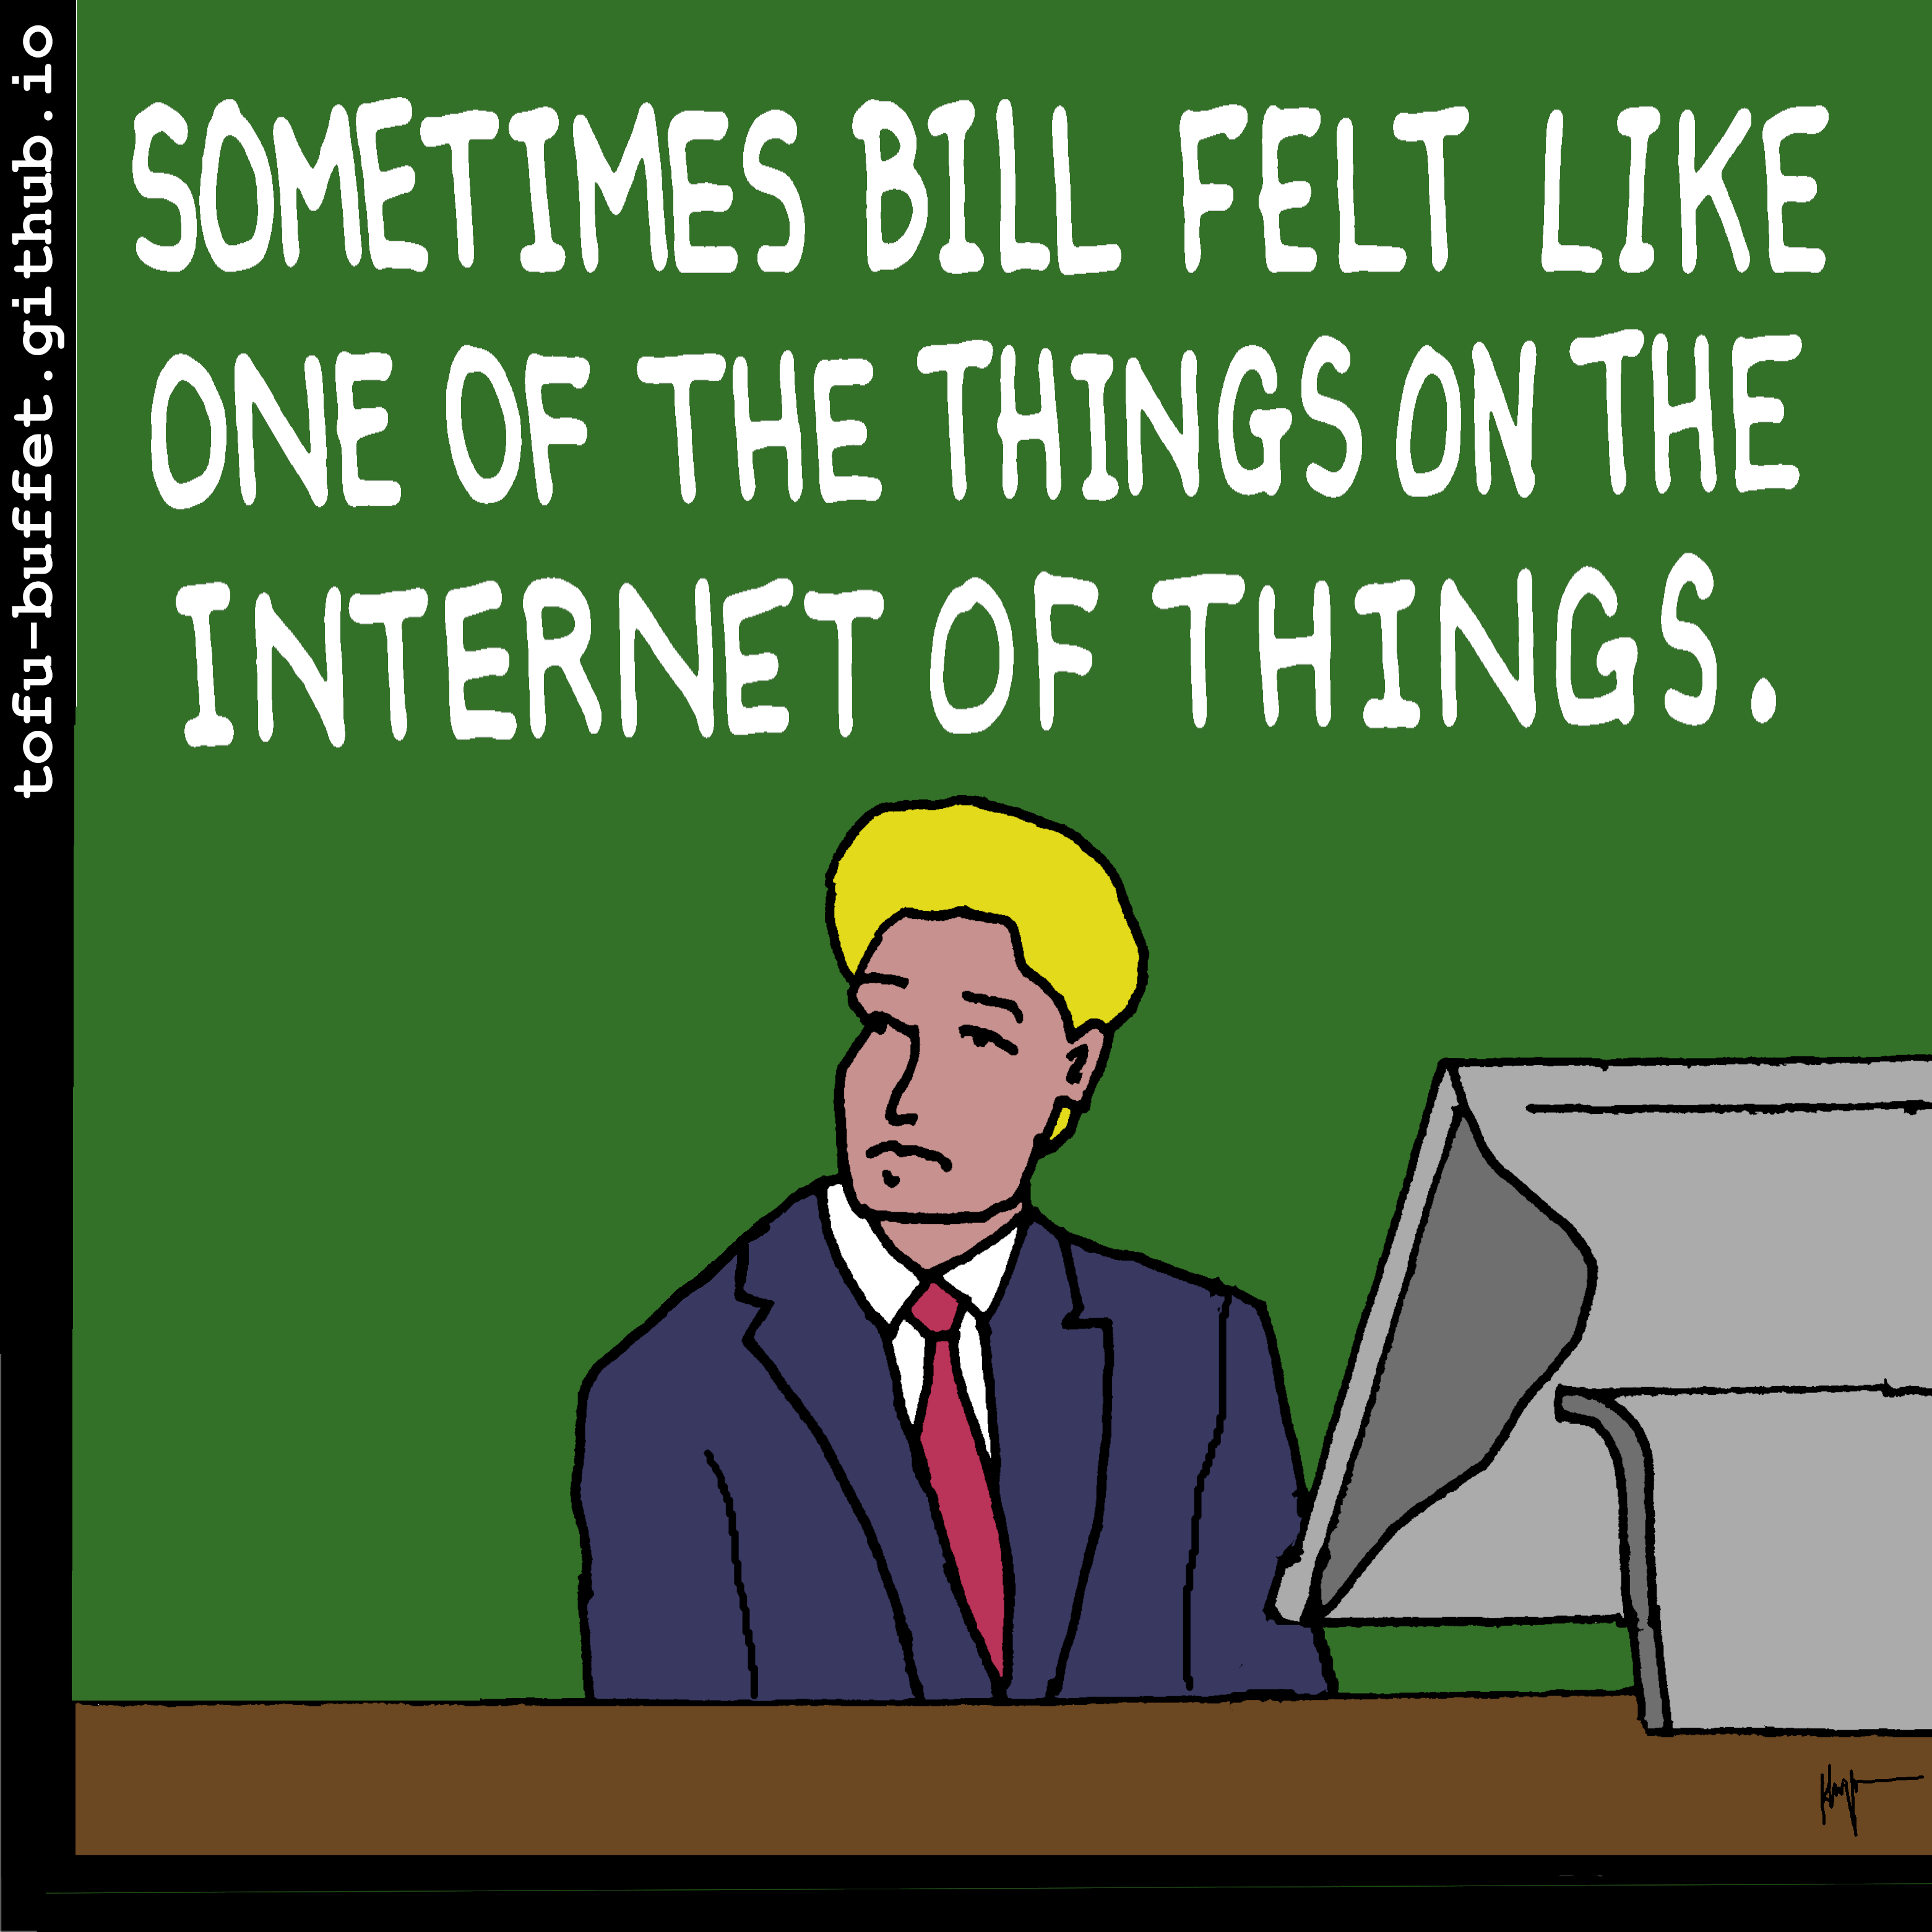 SOMETIMES BILL FELT LIKE
ONE OF THE THINGS ON THE
INTERNET OF THINGS.
tofu-buffet.github.io